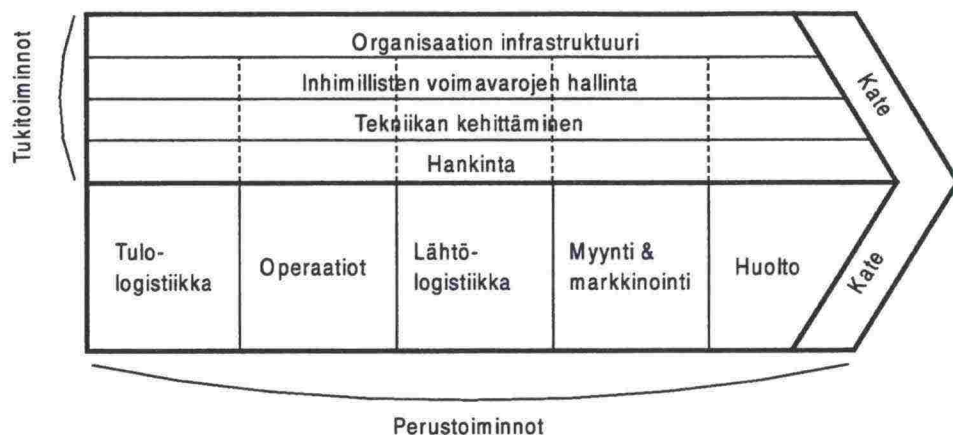 Tukitoiminnot
Organisaation infrastruktuuri
Inhimillisten voimavarojen hallinta
Tekniikan kehittäminen
Hankinta
Kate
Tulo-
logistiikka
Operaatiot
Lähtö-
logistiikka
Myynti &
markkinointi
Huolto
Kate
Perustoiminnot